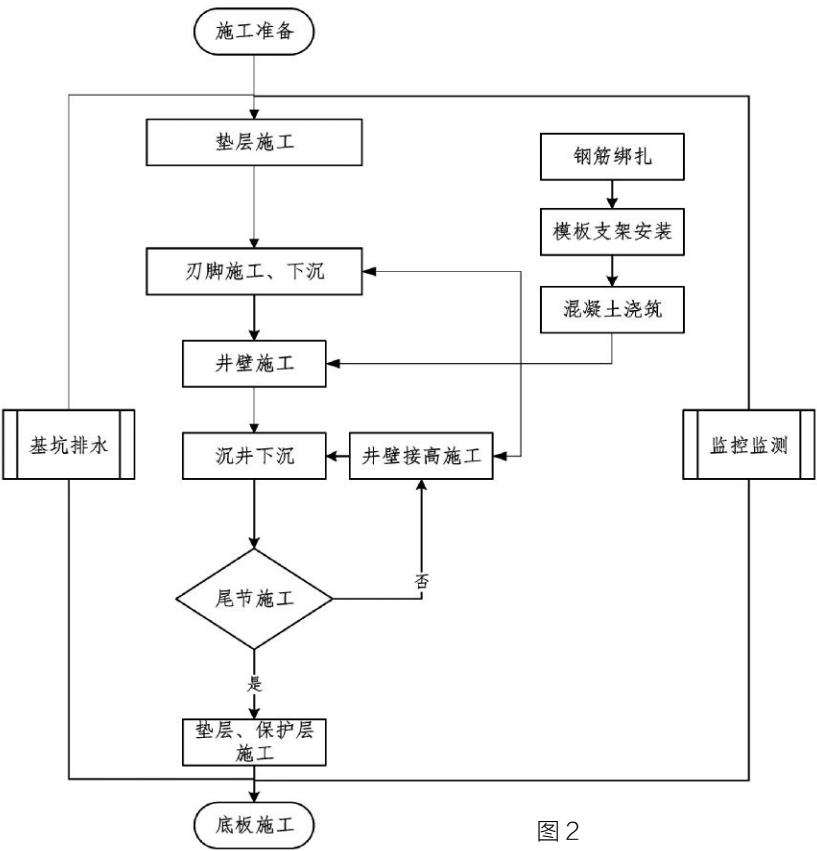 施工准备
垫层施工
钢筋绑扎
模板支架安装
刃脚施工、下沉
混凝土浇筑
井壁施工
基坑排水
沉井下沉
井壁接高施工
监控监测
否
尾节施工
是
垫层、保护层
施工
底板施工
图2